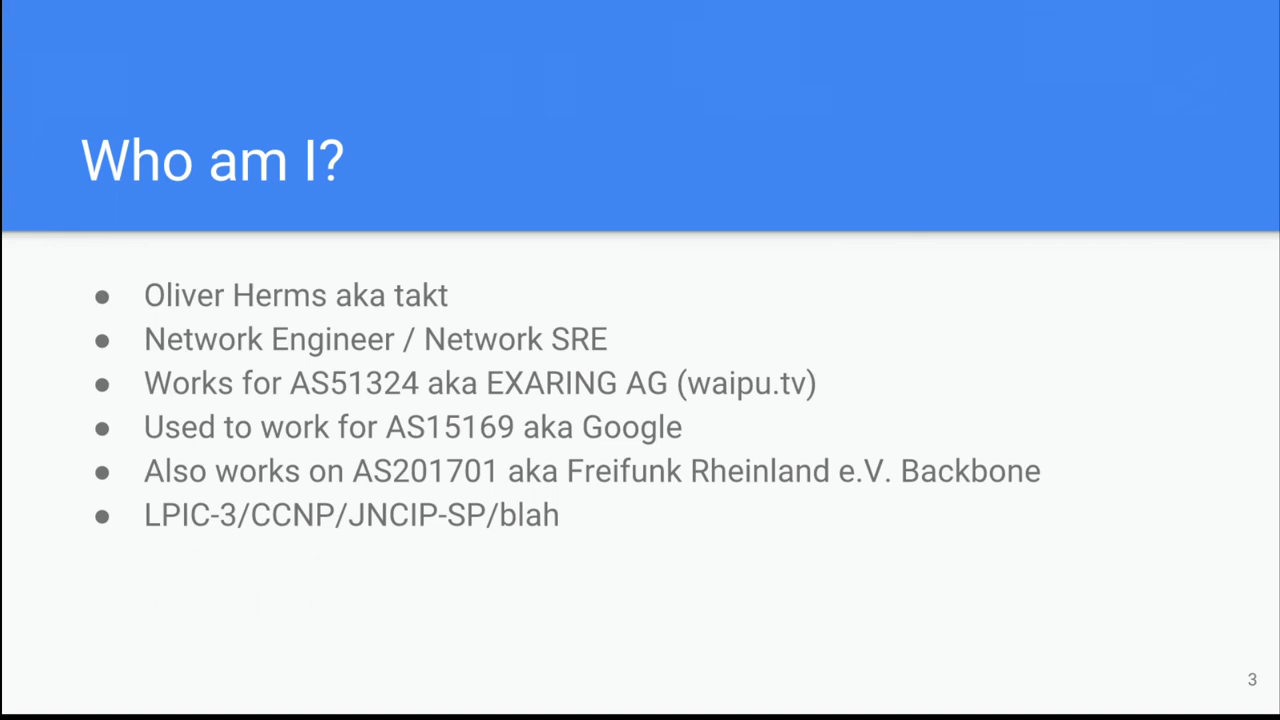 Who am I?
● Oliver Herms aka takt
● Network Engineer / Network SRE
● Works for AS51324 aka EXARING AG (waipu.tv)
● Used to work for AS15169 aka Google
● Also works on AS201701 aka Freifunk Rheinland e.V. Backbone
● LPIC-3/CCNP/JNCIP-SP/blah
3